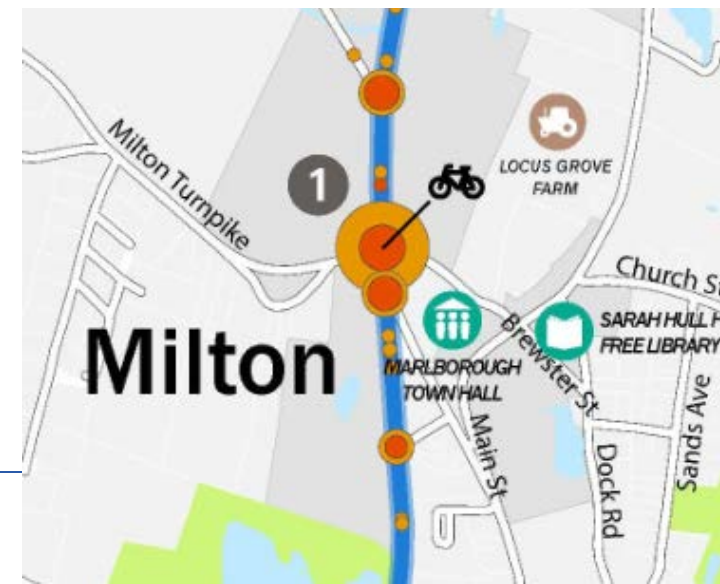 Milton Turnpike
1
LOCUS GROVE
FARM
Church St
Milton
MARLBOROUGH
TOWN HALL
Brewster St
SARAH HULL H
FREE LIBRARY
Main St
Dock Rd
Sands Ave